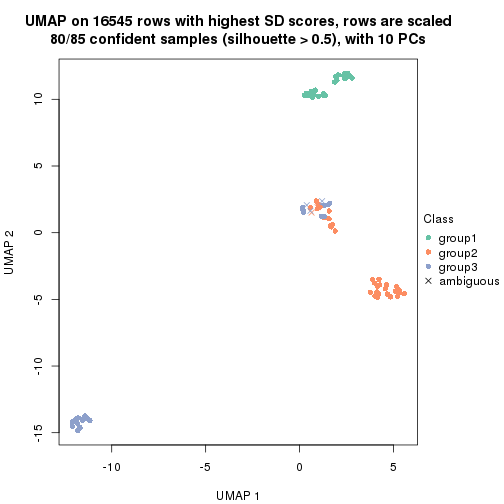 UMAP on 16545 rows with highest SD scores, rows are scaled
80/85 confident samples (silhouette > 0.5), with 10 PCs
10
5
0
-5
-10
-15
UMAP 2
-10
-5
0
5
UMAP 1
Class
group1
group2
group3
ambiguous